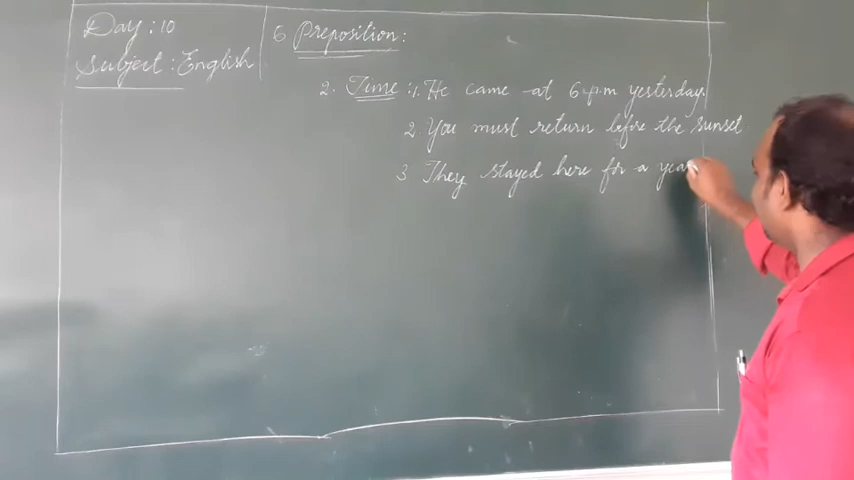 Day : 10
Subject : English
6 Preposition :
2. Time : 1. He came at 6 p.m yesterday.
2. You must return before the sunset.
3 They stayed here for a year